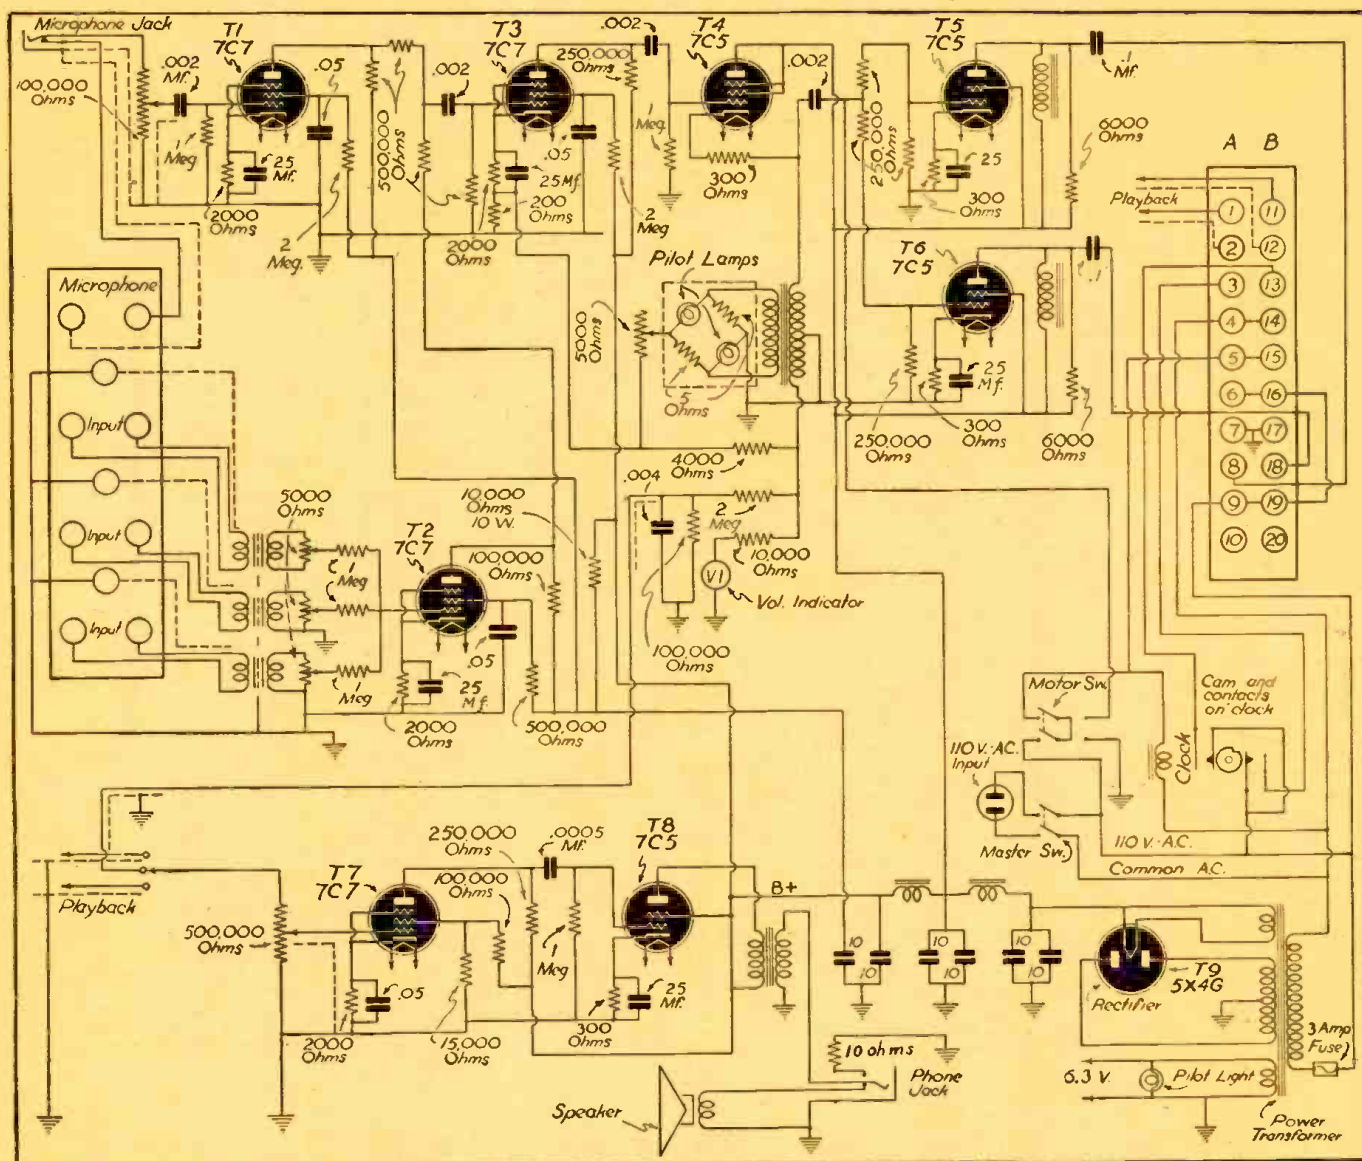 Microphone Jack
T1
7C7
.002
Mf.
.05
100,000
Ohms
1
Meg.
25
Mf.
2000
Ohms
2
Meg.
500,000
Ohms
.002
T3
7C7
.002
250,000
Ohms
.05
25 Mf.
200
Ohms
2000
Ohms
2
Meg
1 Meg.
T4
7C5
300
Ohms
.002
250,000
Ohms
T5
7C5
.1
Mf.
25
300
Ohms
6000
Ohms
T6
7C5
.1
25
Mf.
250,000
Ohms
300
Ohms
6000
Ohms
A B
Playback
1 11
2 12
3 13
4 14
5 15
6 16
7 17
8 18
9 19
10 20
Pilot Lamps
5000
Ohms
5
Ohms
4000
Ohms
.004
2
Meg
10,000
Ohms
VI
Vol. Indicator
100,000
Ohms
Microphone
Input
Input
Input
5000
Ohms
1
Meg
1
Meg
T2
7C7
100,000
Ohms
10,000
Ohms
10 W.
.05
25
Mf.
2000
Ohms
500,000
Ohms
Motor Sw.
Cam and
contacts
on clock
Clock
110 V.-A.C.
Input
Master Sw.
110 V.-A.C.
Common A.C.
Playback
500,000
Ohms
T7
7C7
.05
2000
Ohms
15,000
Ohms
250,000
Ohms
100,000
Ohms
.0005
Mf.
1
Meg
T8
7C5
300
Ohms
25
Mf.
B+
10
10
10
10
10
10
T9
5X4G
Rectifier
3 Amp
Fuse
6.3 V.
Pilot Light
Power
Transformer
10 ohms
Phone
Jack
Speaker